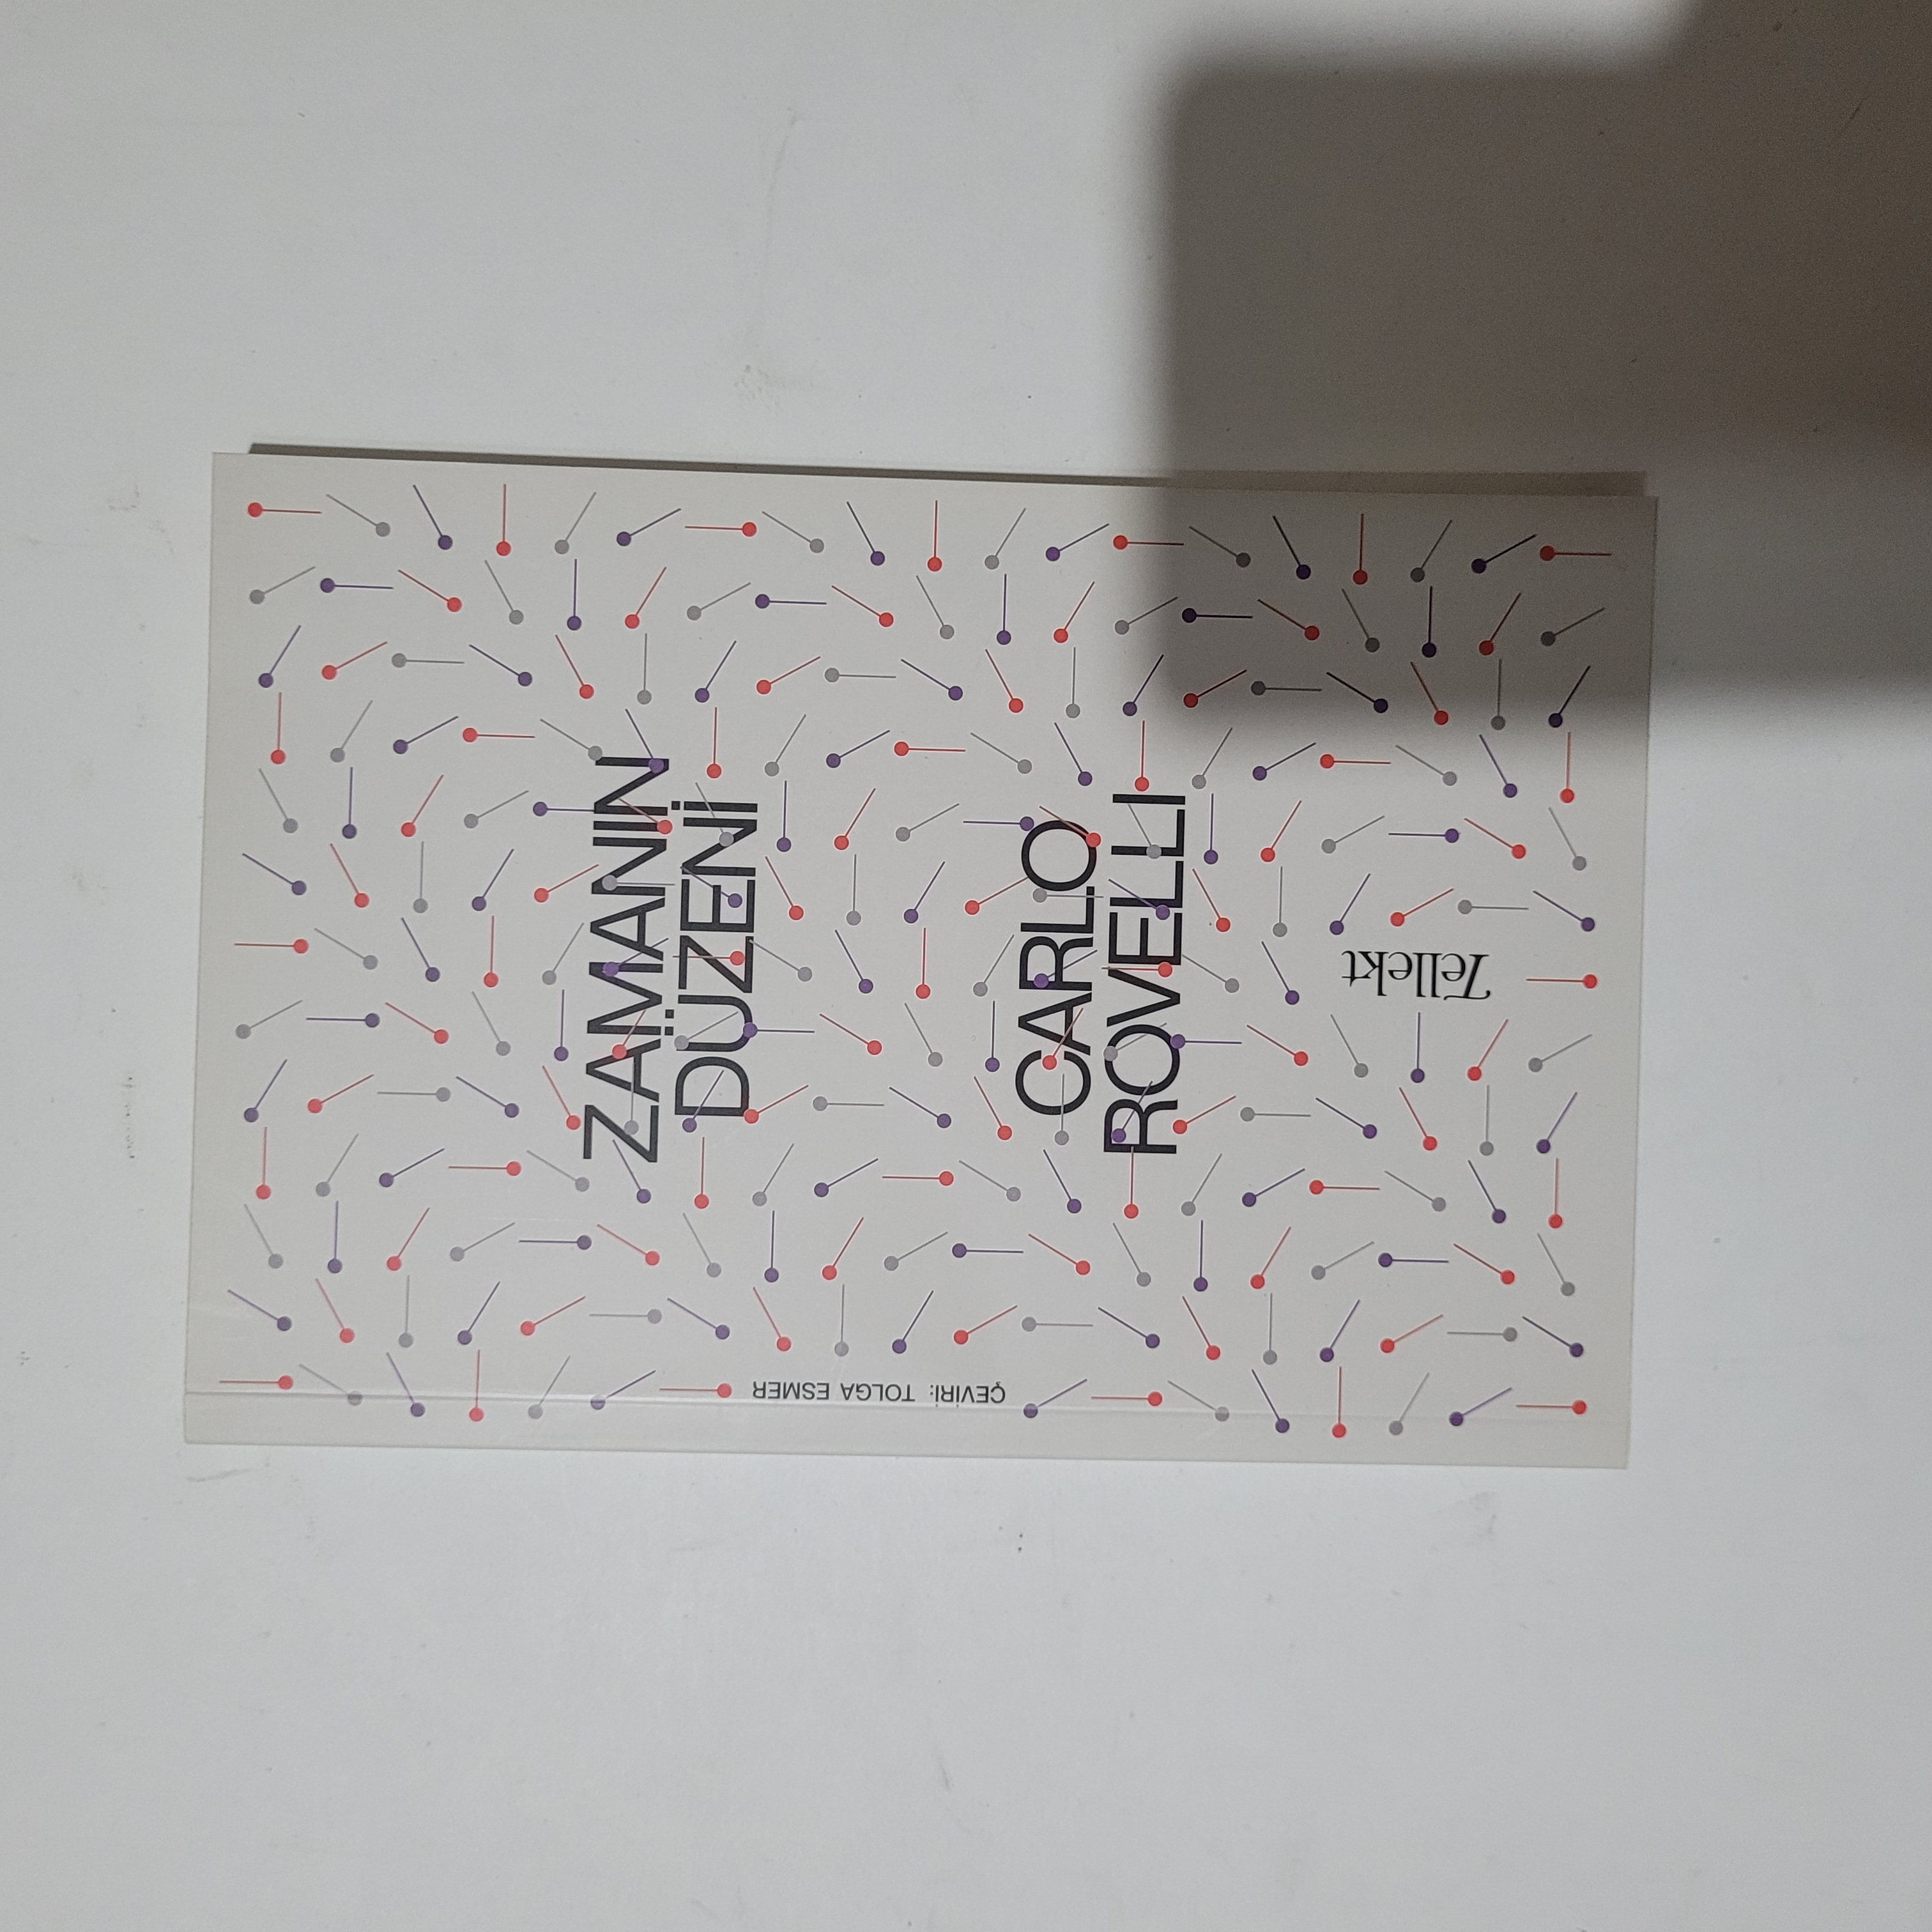 ZAMANIN
DÜZENİ
CARLO
ROVELLI
Tellekt
ÇEVİRİ: TOLGA ESMER